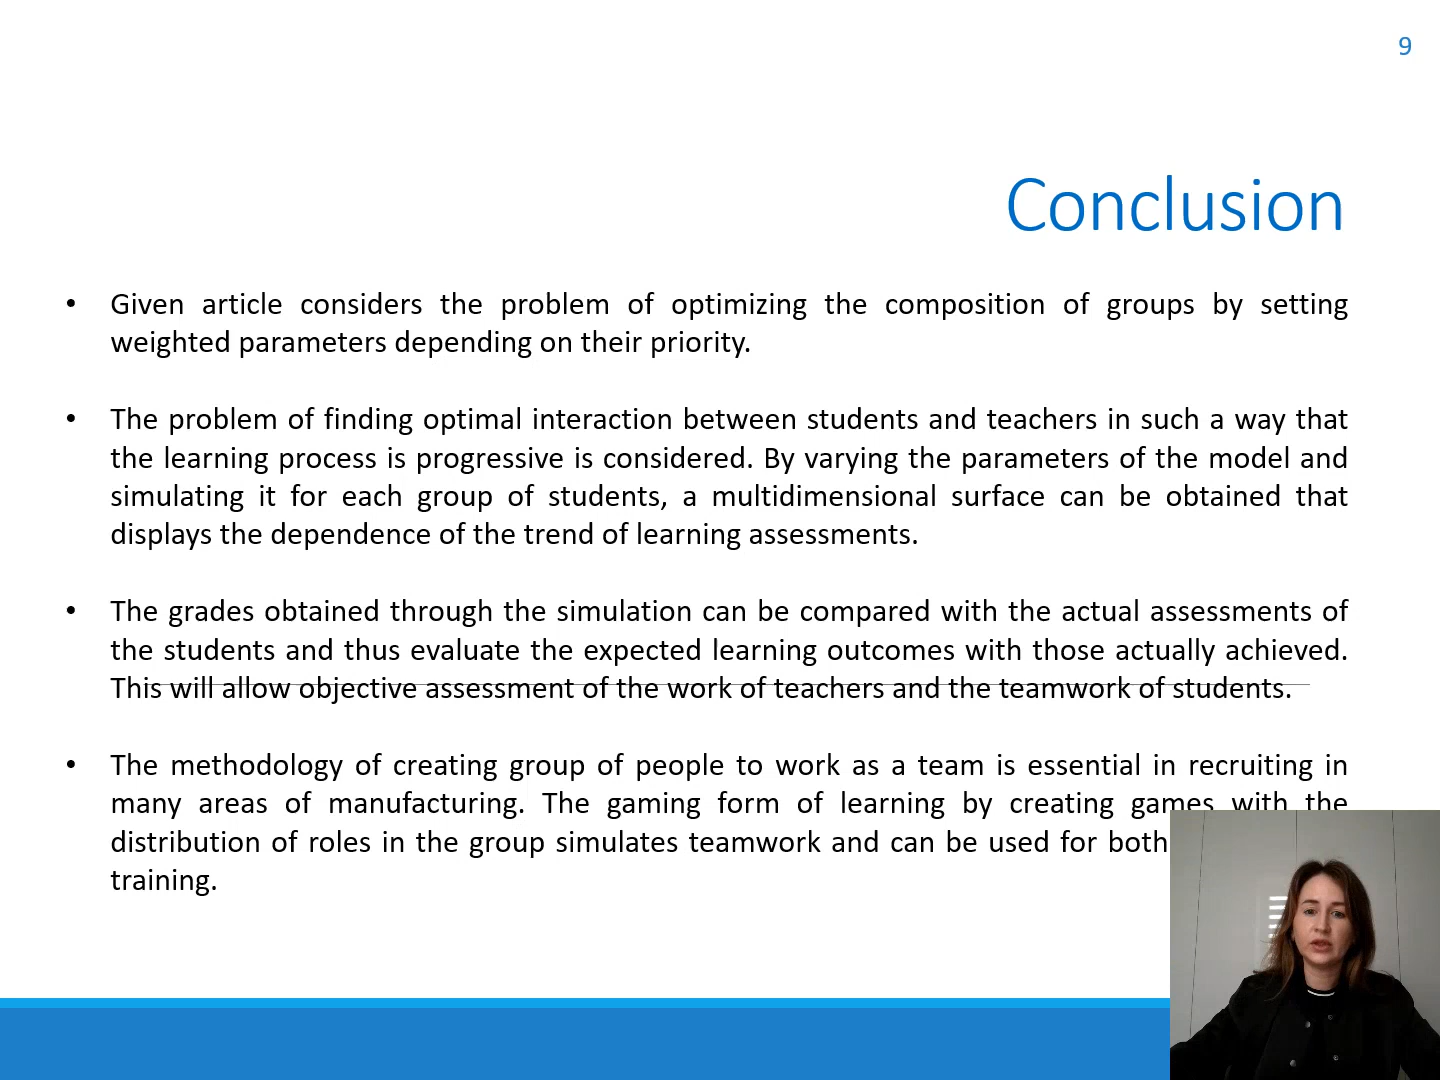 9
Conclusion
• Given article considers the problem of optimizing the composition of groups by setting
weighted parameters depending on their priority.
• The problem of finding optimal interaction between students and teachers in such a way that
the learning process is progressive is considered. By varying the parameters of the model and
simulating it for each group of students, a multidimensional surface can be obtained that
displays the dependence of the trend of learning assessments.
• The grades obtained through the simulation can be compared with the actual assessments of
the students and thus evaluate the expected learning outcomes with those actually achieved.
This will allow objective assessment of the work of teachers and the teamwork of students.
• The methodology of creating group of people to work as a team is essential in recruiting in
many areas of manufacturing. The gaming form of learning by creating games with the
distribution of roles in the group simulates teamwork and can be used for both
training.